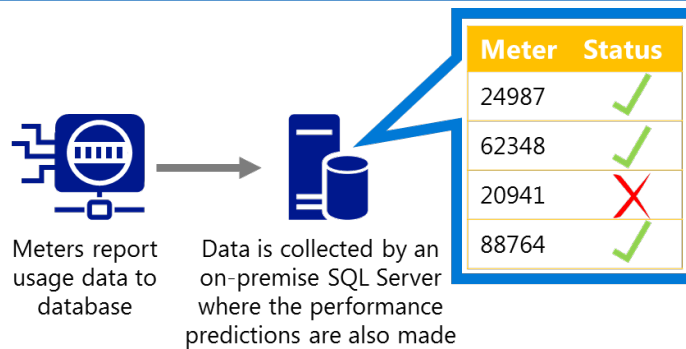 Meter Status
24987
62348
20941
88764
Meters report
usage data to
database
Data is collected by an
on-premise SQL Server
where the performance
predictions are also made